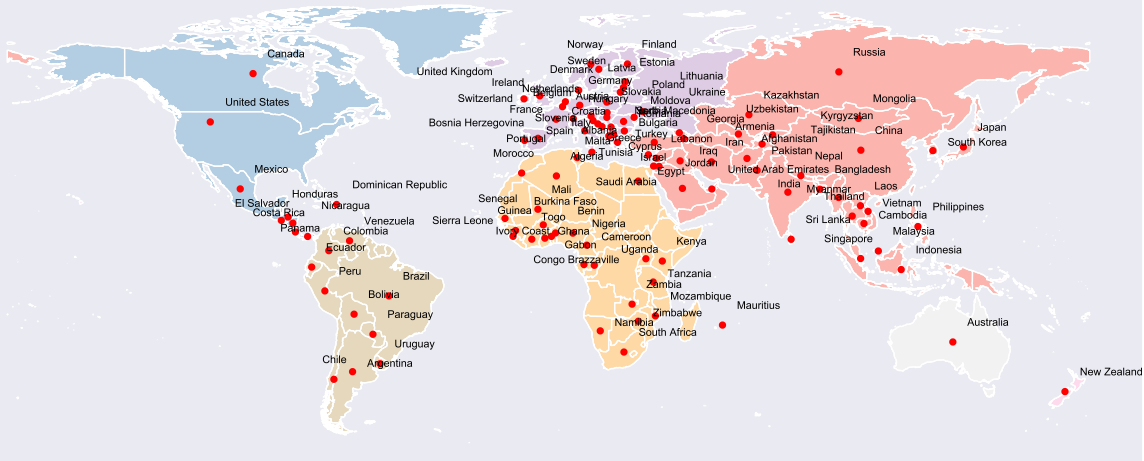 Norway
Finland
Canada
Russia
Sweden
Estonia
Denmark
Latvia
United Kingdom
Lithuania
Ireland
Germany
Poland
Netherlands
Slovakia
Ukraine
Belgium
Kazakhstan
Switzerland
Austria
Hungary
Moldova
Mongolia
United States
France
Croatia
North Macedonia
Romania
Uzbekistan
Slovenia
Georgia
Kyrgyzstan
Bosnia Herzegovina
Italy
Bulgaria
Armenia
Tajikistan
China
Japan
Spain
Albania
Turkey
Portugal
Greece
Lebanon
Iran
Afghanistan
South Korea
Malta
Cyprus
Morocco
Algeria
Tunisia
Israel
Iraq
Pakistan
Nepal
Jordan
Mexico
Egypt
United Arab Emirates
Bangladesh
Dominican Republic
Saudi Arabia
India
Myanmar
Laos
Honduras
Mali
Thailand
El Salvador
Nicaragua
Senegal
Burkina Faso
Vietnam
Philippines
Costa Rica
Guinea
Benin
Cambodia
Venezuela
Sierra Leone
Togo
Sri Lanka
Panama
Colombia
Ivory Coast
Ghana
Nigeria
Malaysia
Ecuador
Gabon
Cameroon
Kenya
Singapore
Uganda
Indonesia
Congo Brazzaville
Peru
Brazil
Tanzania
Zambia
Bolivia
Mozambique
Mauritius
Paraguay
Zimbabwe
Namibia
South Africa
Australia
Uruguay
Chile
Argentina
New Zealand